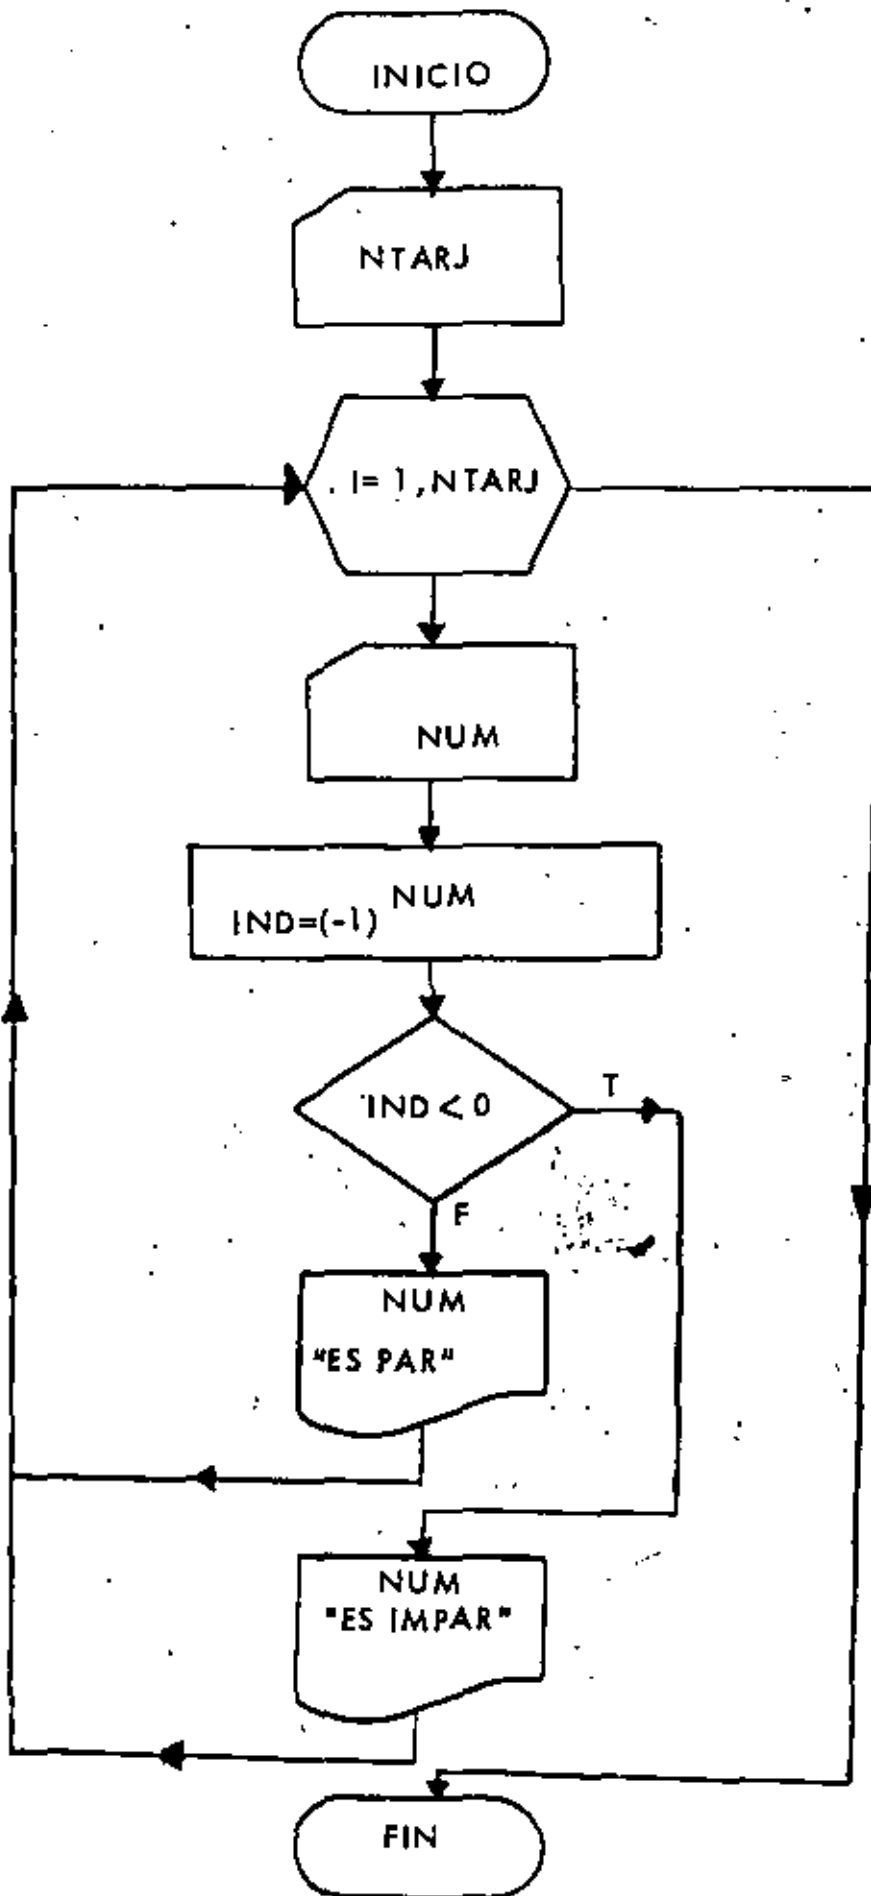 INICIO
NTARJ
I= 1,NTARJ
NUM
NUM
IND=(-1)
IND < 0
T
F
NUM
"ES PAR"
NUM
"ES IMPAR"
FIN